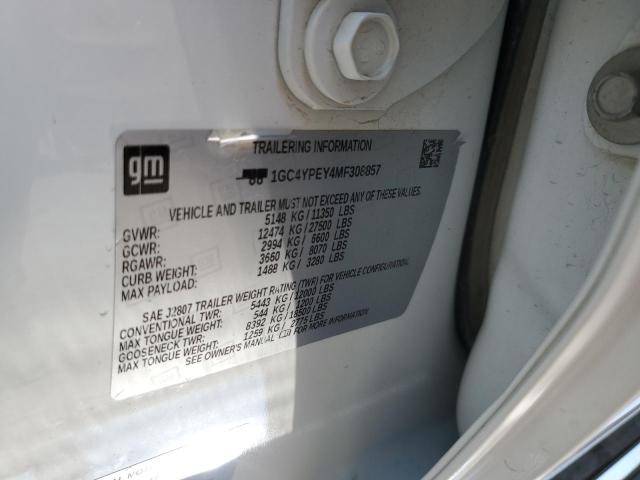 gm
TRAILERING INFORMATION
1GC4YPEY4MF308857
VEHICLE AND TRAILER MUST NOT EXCEED ANY OF THESE VALUES.
GVWR: 5148 KG/11350 LBS
GCWR: 12474 KG/27500 LBS
RGAWR: 2994 KG/ 6600 LBS
CURB WEIGHT: 3660 KG/ 8070 LBS
MAX PAYLOAD: 1488 KG/ 3280 LBS
SAE J2807 TRAILER WEIGHT RATING (TWR) FOR VEHICLE CONFIGURATION.
CONVENTIONAL TWR: 5443 KG/12000 LBS
MAX TONGUE WEIGHT: 544 KG/ 1200 LBS
GOOSENECK TWR: 8392 KG/18500 LBS
MAX TONGUE WEIGHT: 1259 KG/ 2775 LBS
SEE OWNER'S MANUAL FOR MORE INFORMATION